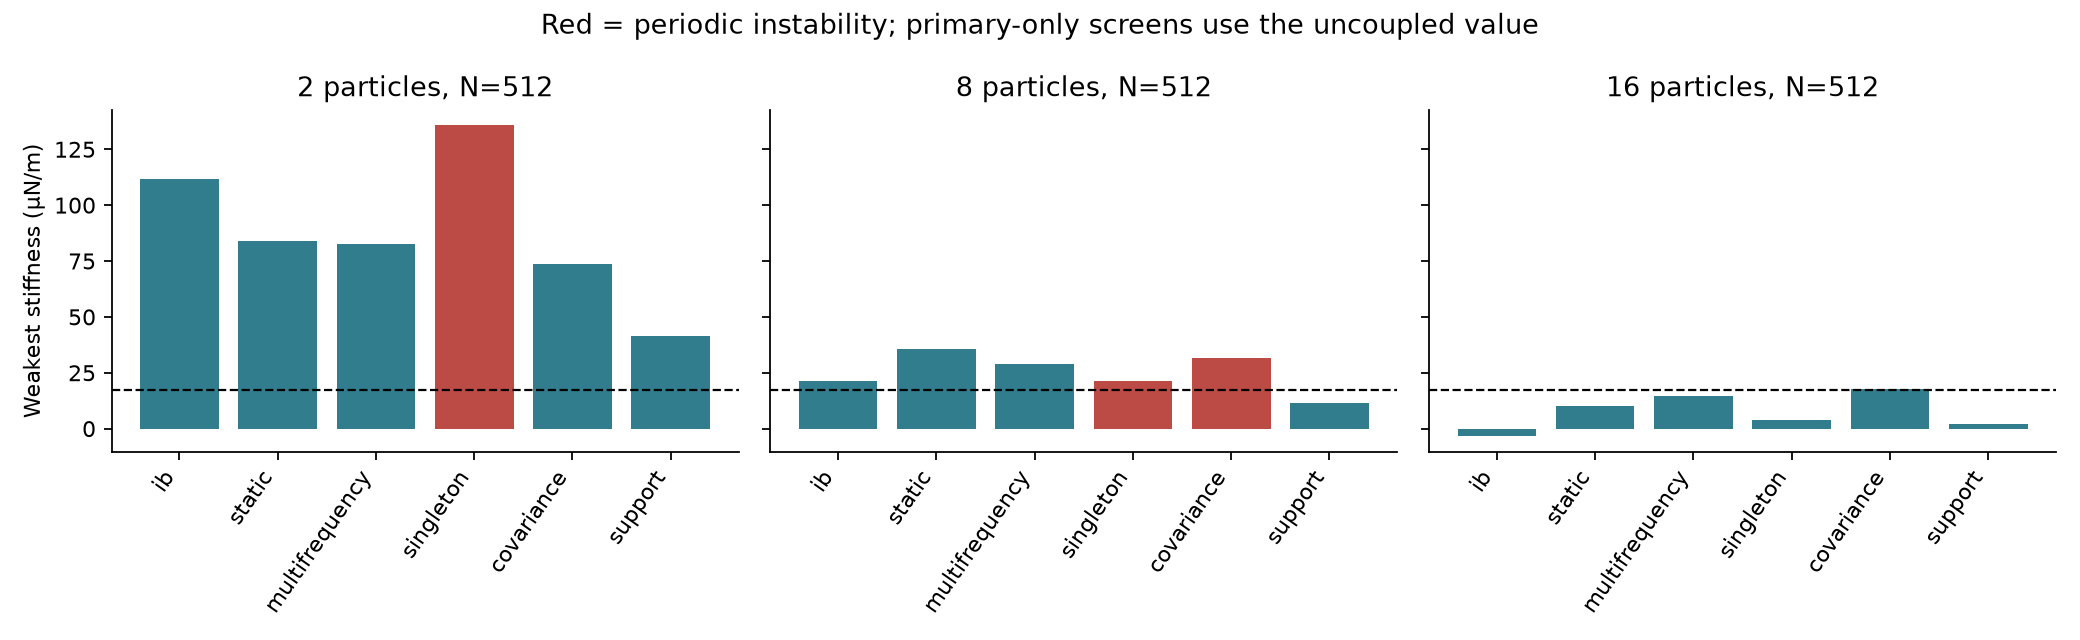 Red = periodic instability; primary-only screens use the uncoupled value
2 particles, N=512
8 particles, N=512
16 particles, N=512
Weakest stiffness (µN/m)
125
100
75
50
25
0
ib
static
multifrequency
singleton
covariance
support
ib
static
multifrequency
singleton
covariance
support
ib
static
multifrequency
singleton
covariance
support